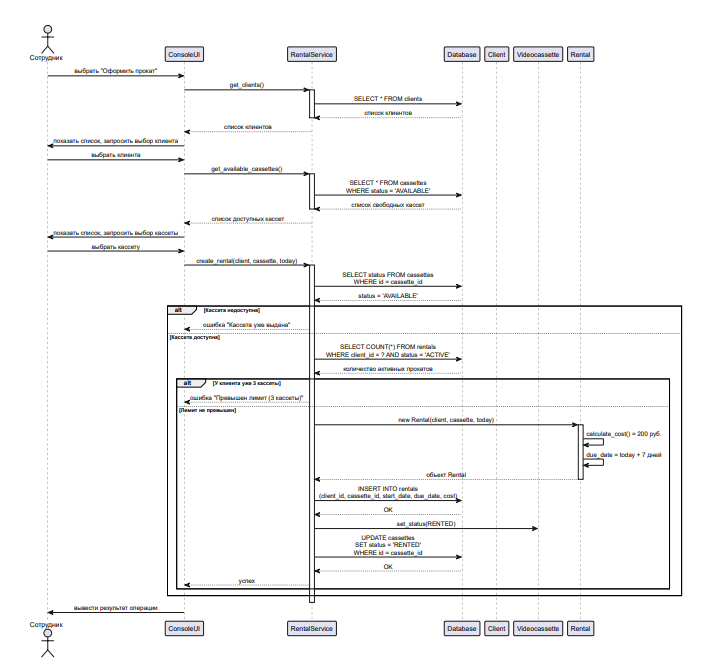 Сотрудник
ConsoleUI
RentalService
Database
Client
Videocassette
Rental
выбрать "Оформить прокат"
get_clients()
SELECT * FROM clients
список клиентов
список клиентов
показать список, запросить выбор клиента
выбрать клиента
get_available_cassettes()
SELECT * FROM cassettes
WHERE status = 'AVAILABLE'
список свободных кассет
список доступных кассет
показать список, запросить выбор кассеты
выбрать кассету
create_rental(client, cassette, today)
SELECT status FROM cassettes
WHERE id = cassette_id
status = 'AVAILABLE'
alt
[Кассета недоступна]
ошибка "Кассета уже выдана"
[Кассета доступна]
SELECT COUNT(*) FROM rentals
WHERE client_id = ? AND status = 'ACTIVE'
количество активных прокатов
alt
[У клиента уже 3 кассеты]
ошибка "Превышен лимит (3 кассеты)"
[Лимит не превышен]
new Rental(client, cassette, today)
calculate_cost() = 200 руб.
due_date = today + 7 дней
объект Rental
INSERT INTO rentals
(client_id, cassette_id, start_date, due_date, cost)
OK
set_status(RENTED)
UPDATE cassettes
SET status = 'RENTED'
WHERE id = cassette_id
OK
успех
вывести результат операции
Сотрудник
ConsoleUI
RentalService
Database
Client
Videocassette
Rental